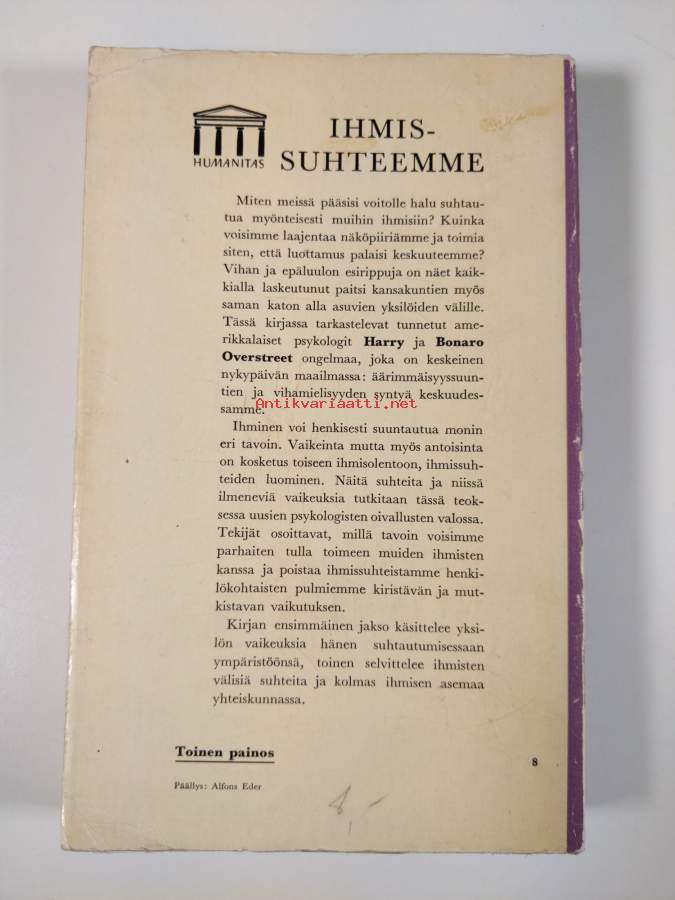 HUMANITAS
IHMIS-
SUHTEEMME
Miten meissä pääsisi voitolle halu suhtau-
tua myönteisesti muihin ihmisiin? Kuinka
voisimme laajentaa näköpiiriämme ja toimia
siten, että luottamus palaisi keskuuteemme?
Vihan ja epäluulon esirippuja on näet kaik-
kialla laskeutunut paitsi kansakuntien myös
saman katon alla asuvien yksilöiden välille.
Tässä kirjassa tarkastelevat tunnetut ame-
rikkalaiset psykologit Harry ja Bonaro
Overstreet ongelmaa, joka on keskeinen
nykypäivän maailmassa: äärimmäisyyssuun-
tien ja vihamielisyyden syntyä keskuudes-
samme.
Antikvariaatti.net
Ihminen voi henkisesti suuntautua monin
eri tavoin. Vaikeinta mutta myös antoisinta
on kosketus toiseen ihmisolentoon, ihmissuh-
teiden luominen. Näitä suhteita ja niissä
ilmeneviä vaikeuksia tutkitaan tässä teok-
sessa uusien psykologisten oivallusten valossa.
Tekijät osoittavat, millä tavoin voisimme
parhaiten tulla toimeen muiden ihmisten
kanssa ja poistaa ihmissuhteistamme henki-
lökohtaisten pulmiemme kiristävän ja mut-
kistavan vaikutuksen.
Kirjan ensimmäinen jakso käsittelee yksi-
lön vaikeuksia hänen suhtautumisessaan
ympäristöönsä, toinen selvittelee ihmisten
välisiä suhteita ja kolmas ihmisen asemaa
yhteiskunnassa.
Toinen painos
8
Päällys: Alfons Eder
8,-